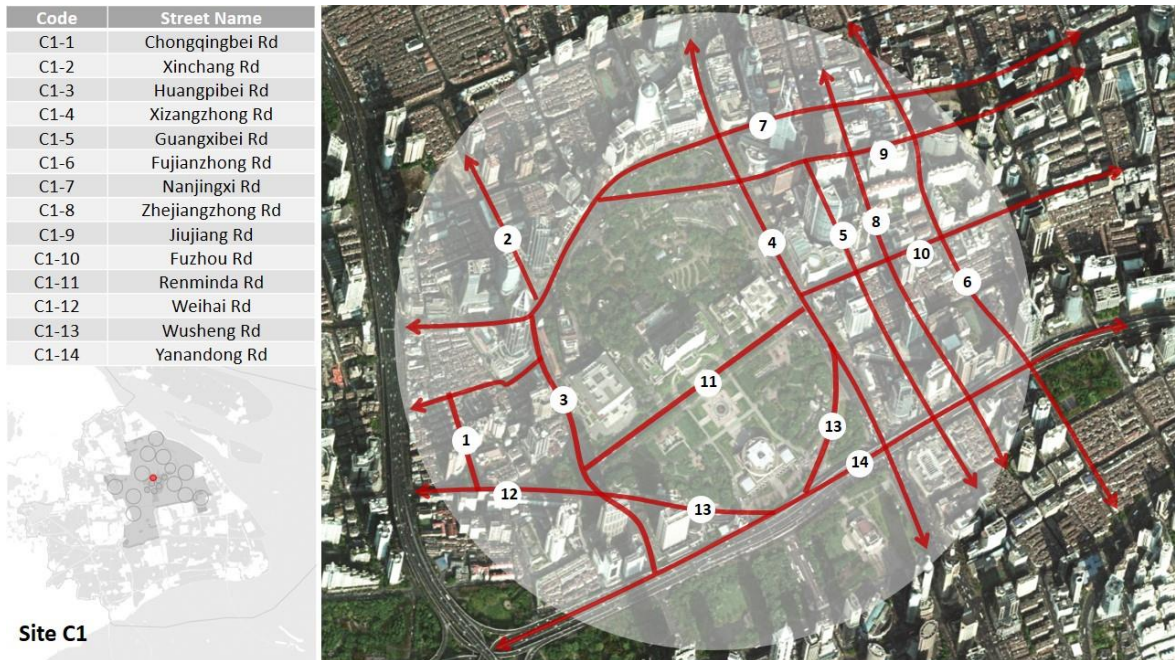 Code Street Name
C1-1 Chongqingbei Rd
C1-2 Xinchang Rd
C1-3 Huangpibei Rd
C1-4 Xizangzhong Rd
C1-5 Guangxibei Rd
C1-6 Fujianzhong Rd
C1-7 Nanjingxi Rd
C1-8 Zhejiangzhong Rd
C1-9 Jiujiang Rd
C1-10 Fuzhou Rd
C1-11 Renminda Rd
C1-12 Weihai Rd
C1-13 Wusheng Rd
C1-14 Yanandong Rd
Site C1
7
9
2
4
5
8
10
6
11
3
13
1
14
12
13